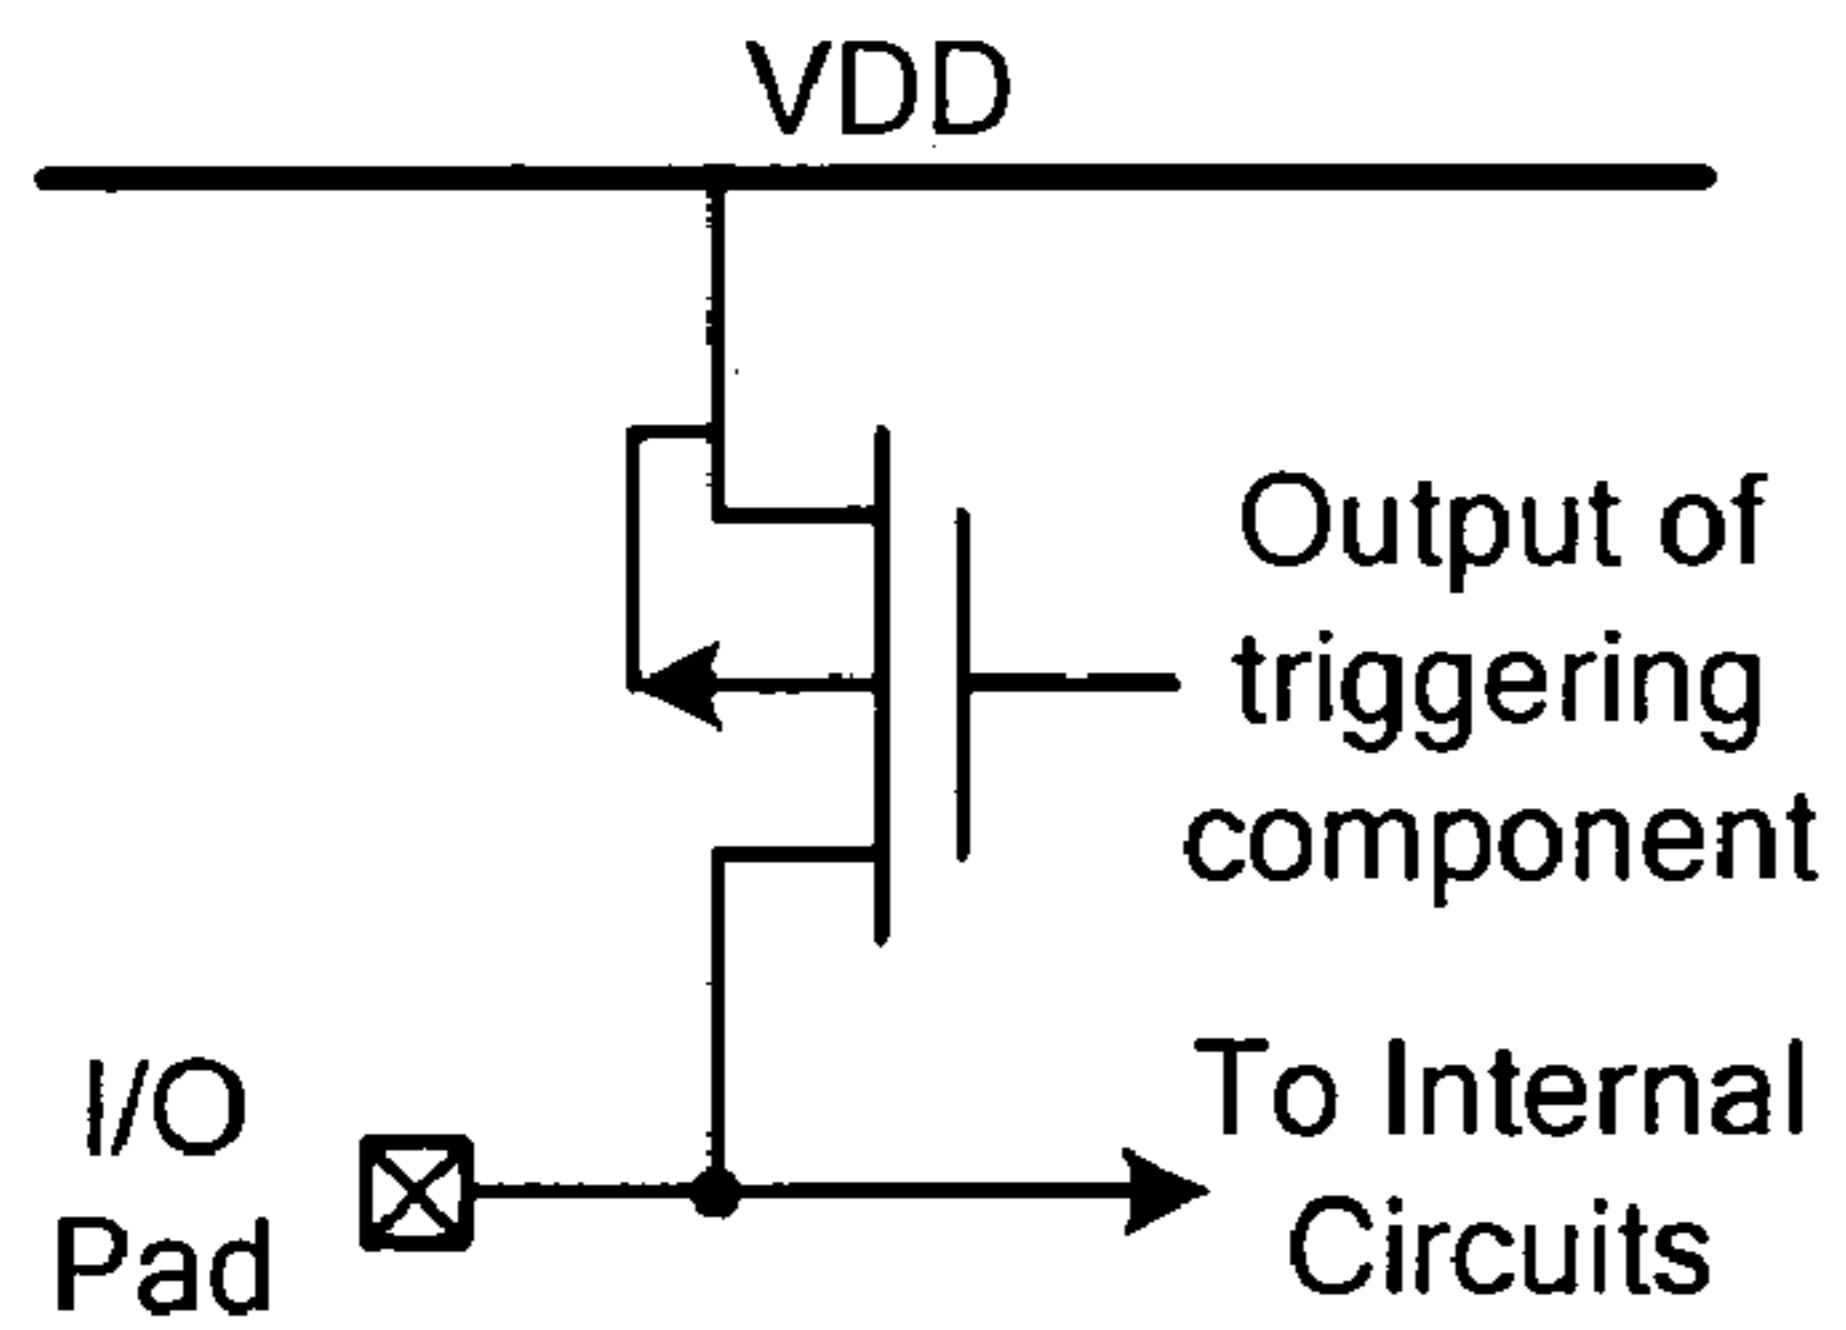 VDD
Output of
triggering
component
I/O
Pad
To Internal
Circuits